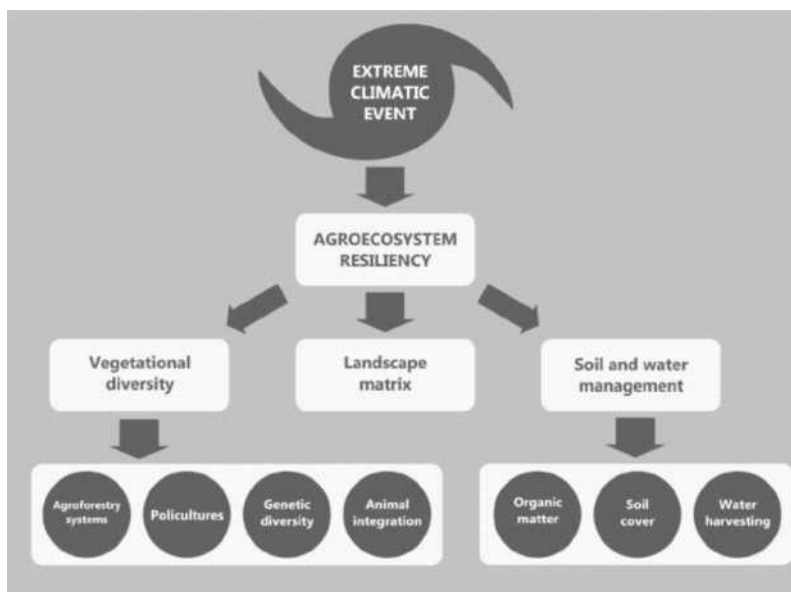 EXTREME
CLIMATIC
EVENT
AGROECOSYSTEM
RESILIENCY
Vegetational
diversity
Landscape
matrix
Soil and water
management
Agroforestry
systems
Policultures
Genetic
diversity
Animal
integration
Organic
matter
Soil
cover
Water
harvesting